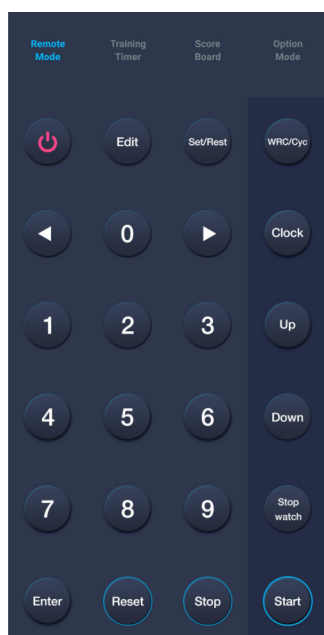 Remote Mode
Training Timer
Score Board
Option Mode
Edit
Set/Rest
WRC/Cyc
0
Clock
1
2
3
Up
4
5
6
Down
7
8
9
Stop watch
Enter
Reset
Stop
Start